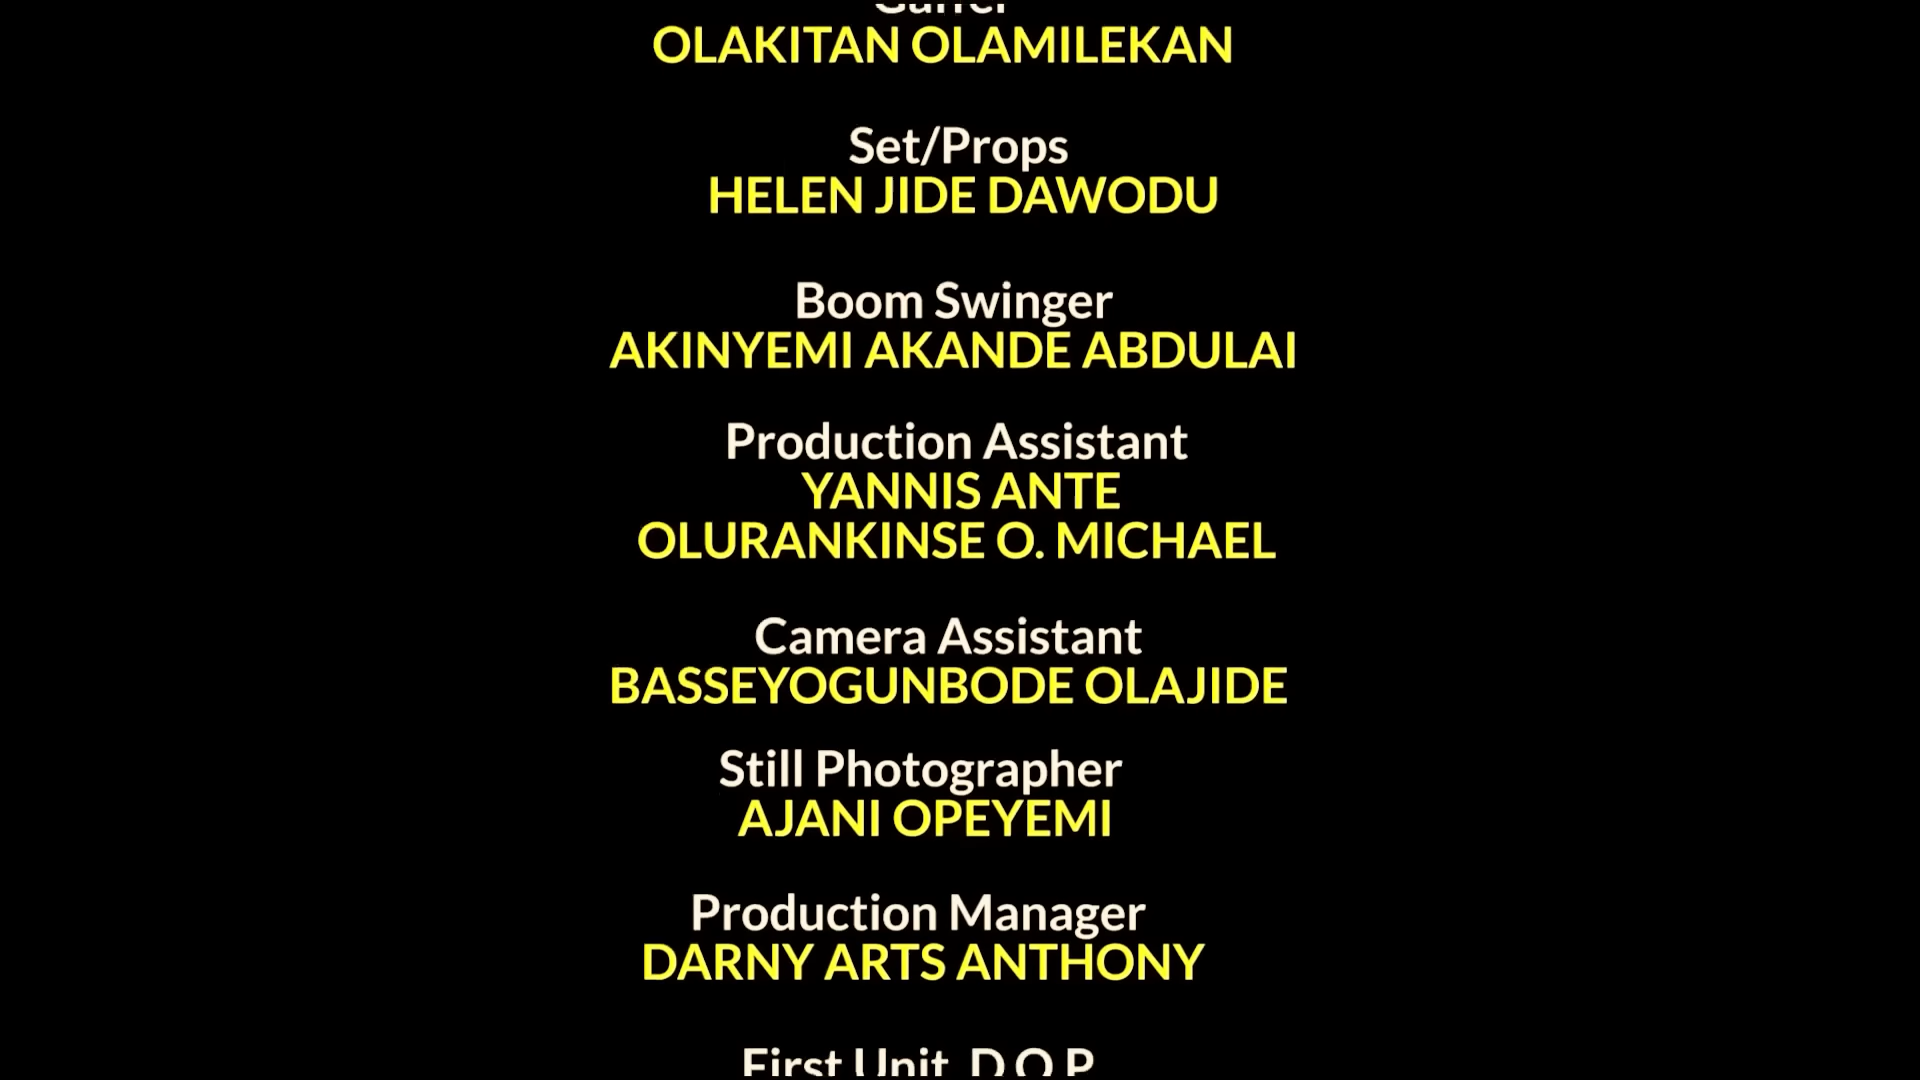 Gaffer
OLAKITAN OLAMILEKAN
Set/Props
HELEN JIDE DAWODU
Boom Swinger
AKINYEMI AKANDE ABDULAI
Production Assistant
YANNIS ANTE
OLURANKINSE O. MICHAEL
Camera Assistant
BASSEYOGUNBODE OLAJIDE
Still Photographer
AJANI OPEYEMI
Production Manager
DARNY ARTS ANTHONY
First Unit D.O.P